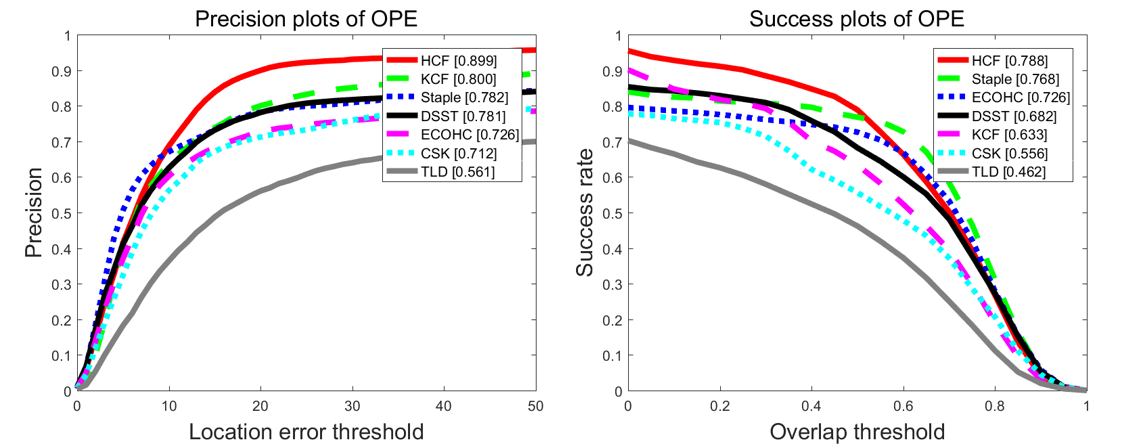 Precision plots of OPE
1
0.9
0.8
0.7
0.6
0.5
0.4
0.3
0.2
0.1
0
Precision
HCF [0.899]
KCF [0.800]
Staple [0.782]
DSST [0.781]
ECOHC [0.726]
CSK [0.712]
TLD [0.561]
0 10 20 30 40 50
Location error threshold
Success plots of OPE
1
0.9
0.8
0.7
0.6
0.5
0.4
0.3
0.2
0.1
0
Success rate
HCF [0.788]
Staple [0.768]
ECOHC [0.726]
DSST [0.682]
KCF [0.633]
CSK [0.556]
TLD [0.462]
0 0.2 0.4 0.6 0.8 1
Overlap threshold